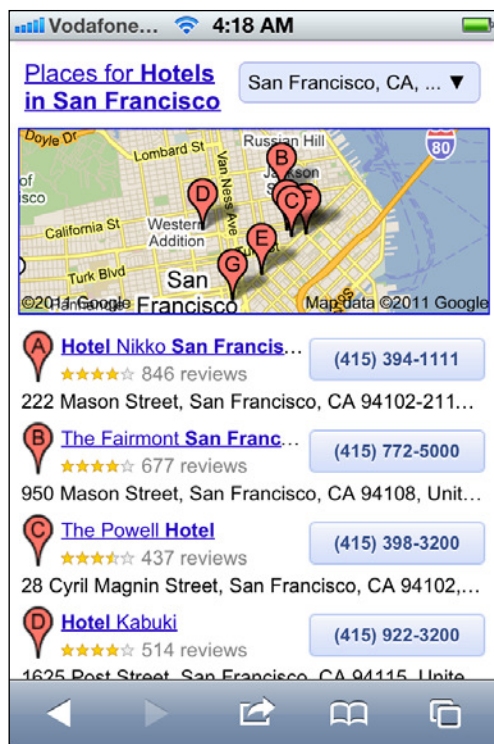 Vodafone... 4:18 AM
Places for Hotels
in San Francisco
San Francisco, CA, ... ▼
Doyle Dr
Lombard St
Russian Hill
80
80
B
Van Ness Ave
Jackson
of
isco
D
C
California St
Western
Addition
E
G
Turk Blvd
San
Francisco
©2011 Google
Map data ©2011 Google
A
Hotel Nikko San Francis...
846 reviews
(415) 394-1111
222 Mason Street, San Francisco, CA 94102-211...
B
The Fairmont San Franc...
677 reviews
(415) 772-5000
950 Mason Street, San Francisco, CA 94108, Unit...
C
The Powell Hotel
437 reviews
(415) 398-3200
28 Cyril Magnin Street, San Francisco, CA 94102,...
D
Hotel Kabuki
514 reviews
(415) 922-3200
1625 Post Street, San Francisco, CA 94115, Unite